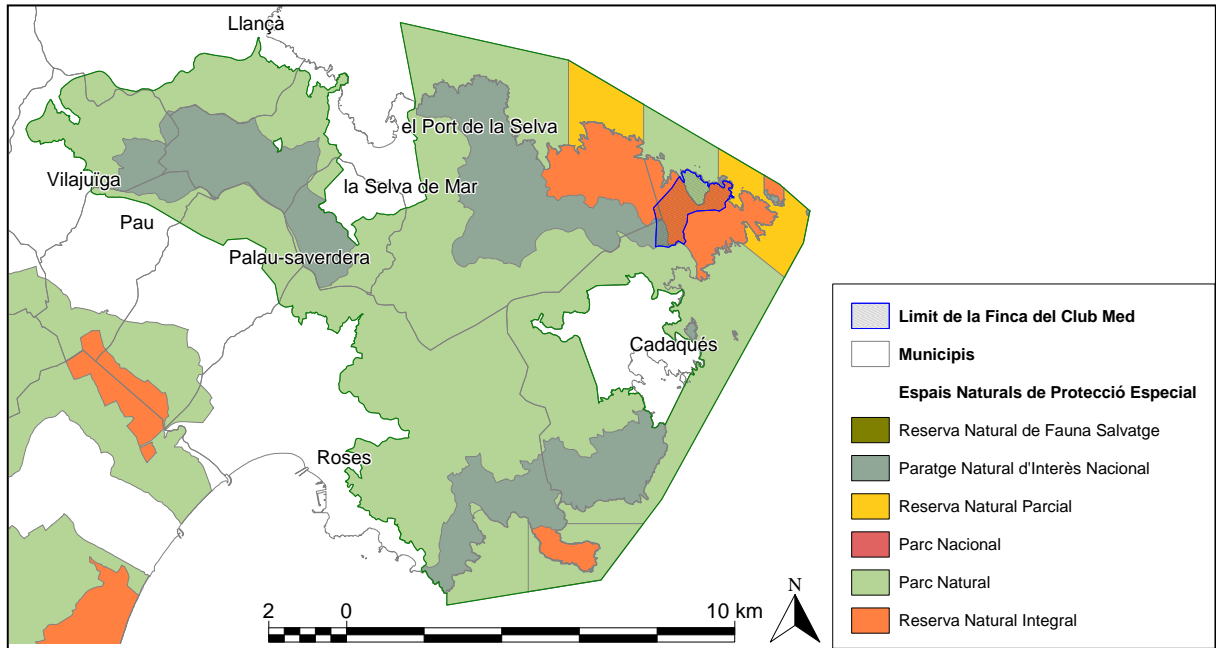 Llançà
el Port de la Selva
Vilajuïga
la Selva de Mar
Pau
Palau-saverdera
Cadaqués
Roses
Limit de la Finca del Club Med
Municipis
Espais Naturals de Protecció Especial
Reserva Natural de Fauna Salvatge
Paratge Natural d'Interès Nacional
Reserva Natural Parcial
Parc Nacional
Parc Natural
Reserva Natural Integral
2 0 10 km
N